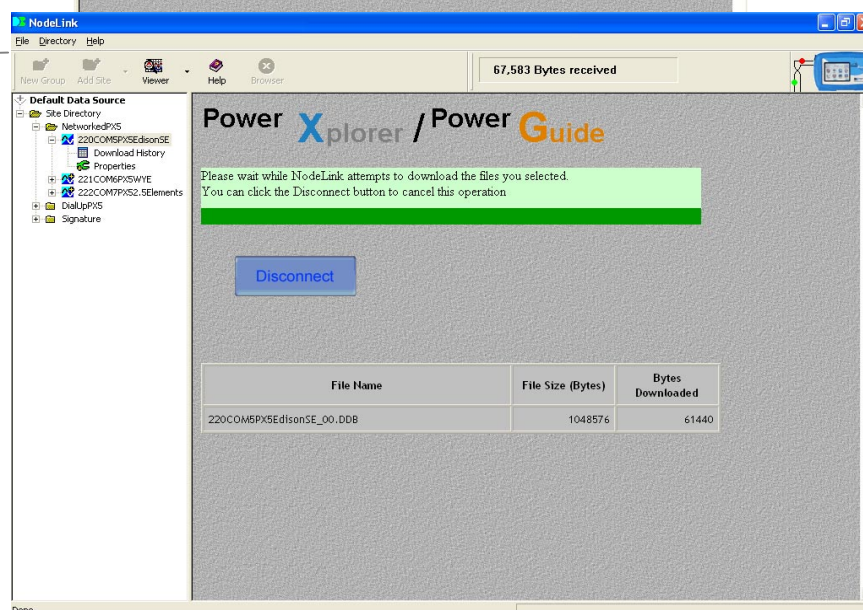 NodeLink
File Directory Help
New Group Add Site Viewer Help Browser
67,583 Bytes received
Default Data Source
Site Directory
NetworkedPX5
220COM5PX5EdisonSE
Download History
Properties
221COM6PX5WYE
222COM7PX52.5Elements
DialUpPX5
Signature
Power Xplorer / Power Guide
Please wait while NodeLink attempts to download the files you selected.
You can click the Disconnect button to cancel this operation
Disconnect
File Name File Size (Bytes) Bytes Downloaded
220COM5PX5EdisonSE_00.DDB 1048576 61440
Done